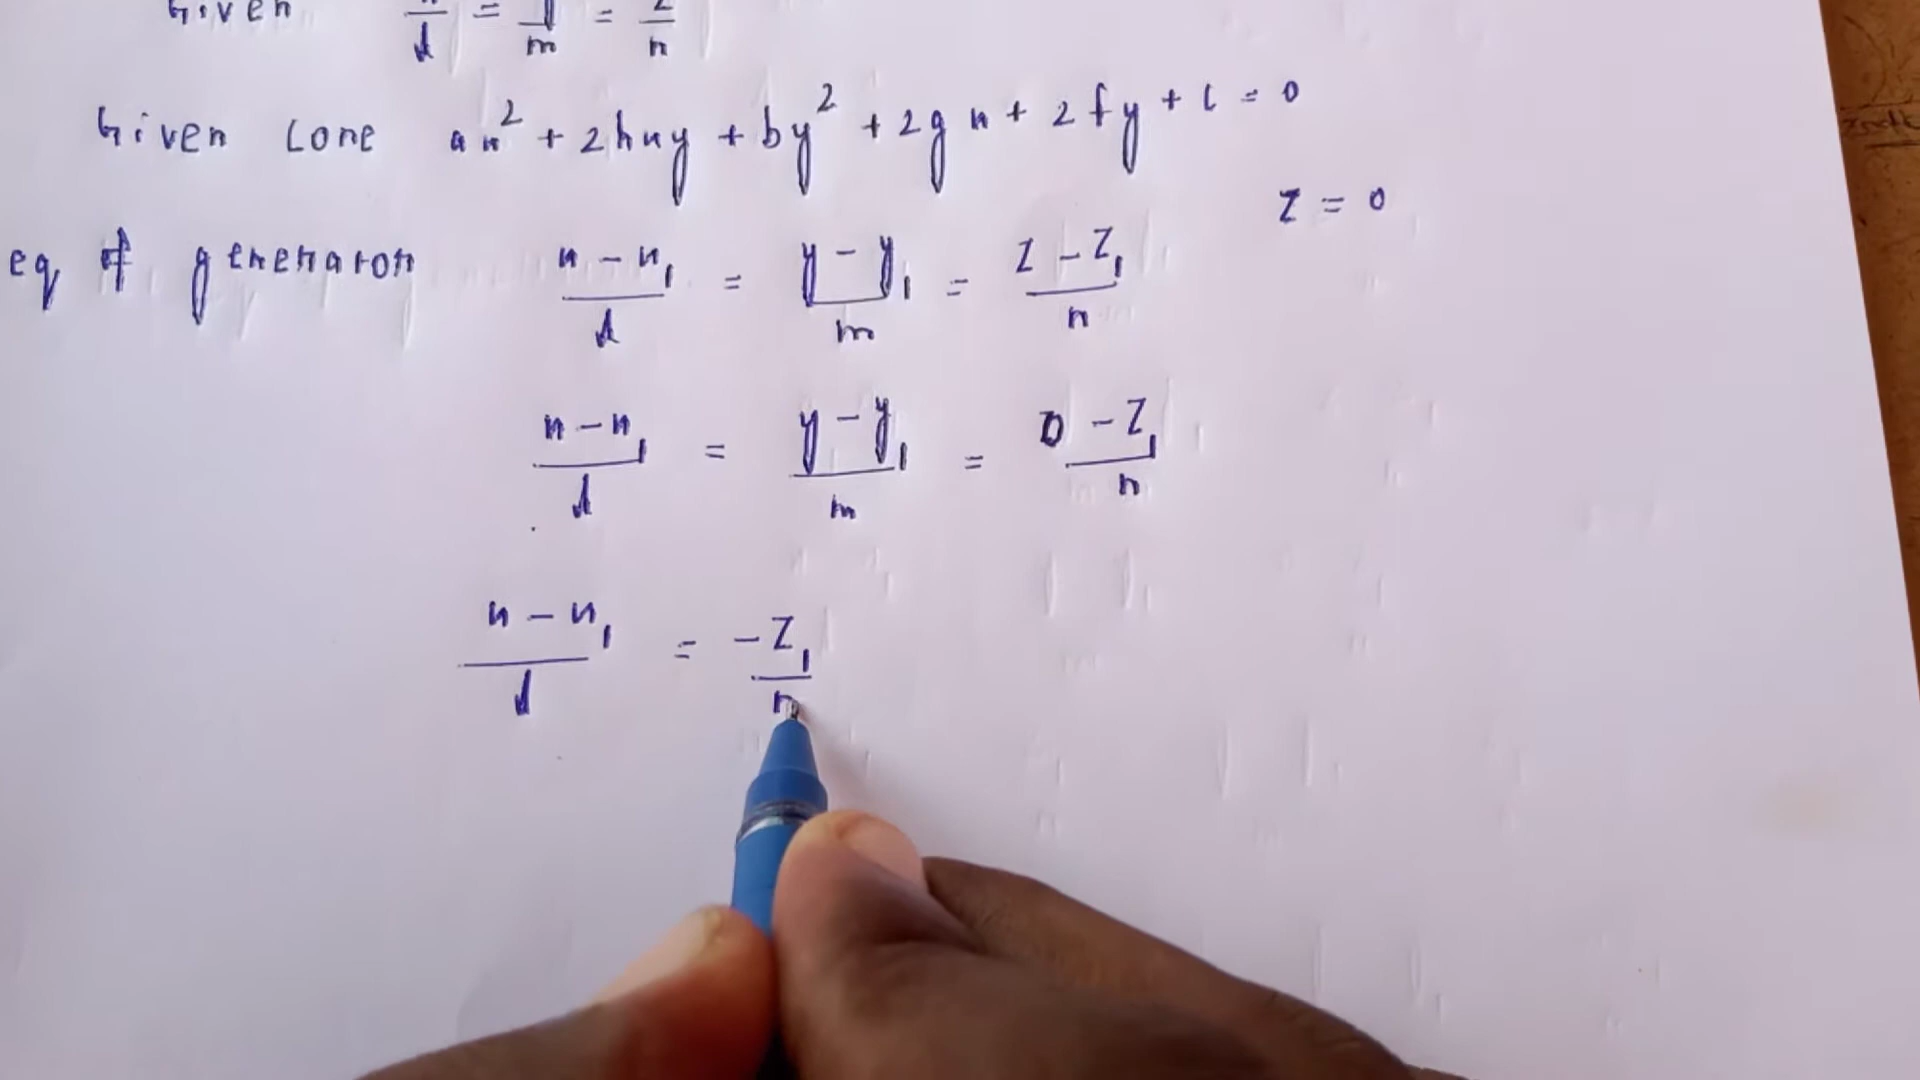 Given x/l = y/m = z/n
Given cone ax² + 2hxy + by² + 2gx + 2fy + c = 0
z = 0
eq of generator (x - x₁)/l = (y - y₁)/m = (z - z₁)/n
(x - x₁)/l = (y - y₁)/m = (0 - z₁)/n
(x - x₁)/l = -z₁/n